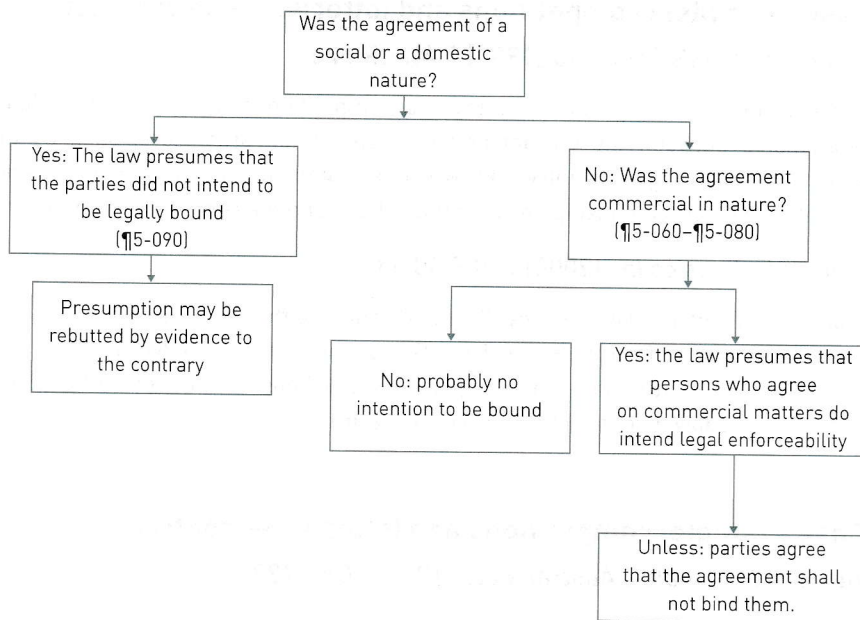 Was the agreement of a
social or a domestic
nature?
Yes: The law presumes that
the parties did not intend to
be legally bound
(¶5-090)
No: Was the agreement
commercial in nature?
(¶5-060–¶5-080)
Presumption may be
rebutted by evidence to
the contrary
No: probably no
intention to be bound
Yes: the law presumes that
persons who agree
on commercial matters do
intend legal enforceability
Unless: parties agree
that the agreement shall
not bind them.